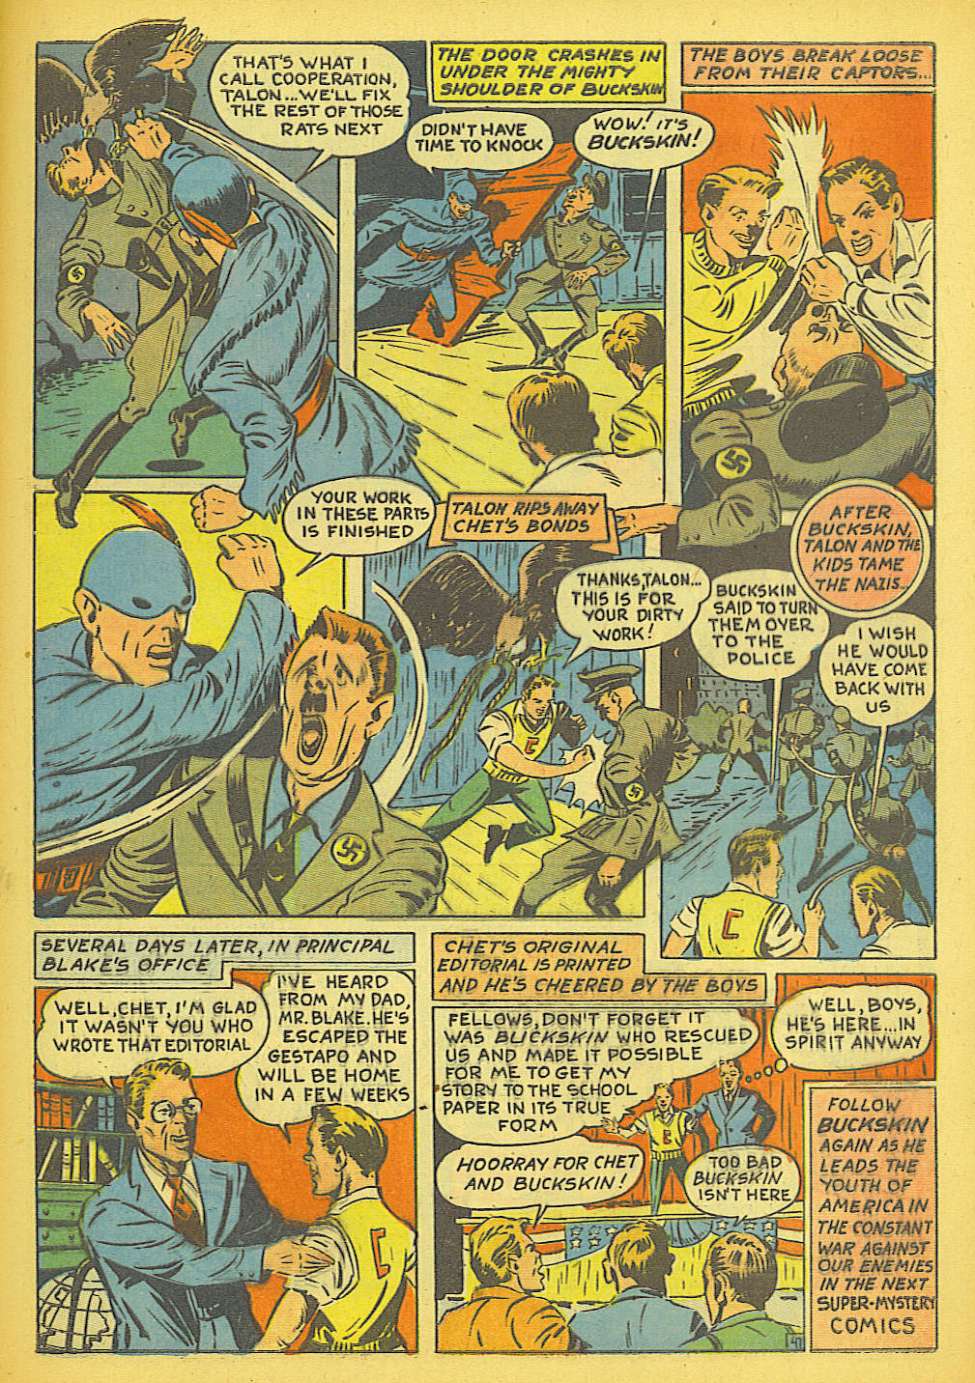 THAT'S WHAT I
CALL COOPERATION,
TALON...WE'LL FIX
THE REST OF THOSE
RATS NEXT
THE DOOR CRASHES IN
UNDER THE MIGHTY
SHOULDER OF BUCKSKIN
DIDN'T HAVE
TIME TO KNOCK
WOW! IT'S
BUCKSKIN!
THE BOYS BREAK LOOSE
FROM THEIR CAPTORS...
YOUR WORK
IN THESE PARTS
IS FINISHED
TALON RIPS AWAY
CHET'S BONDS
THANKS, TALON...
THIS IS FOR
YOUR DIRTY
WORK!
C
AFTER
BUCKSKIN,
TALON AND THE
KIDS TAME
THE NAZIS..
BUCKSKIN
SAID TO TURN
THEM OVER
TO THE
POLICE
I WISH
HE WOULD
HAVE COME
BACK WITH
US
C
SEVERAL DAYS LATER, IN PRINCIPAL
BLAKE'S OFFICE
WELL, CHET, I'M GLAD
IT WASN'T YOU WHO
WROTE THAT EDITORIAL
I'VE HEARD
FROM MY DAD,
MR. BLAKE. HE'S
ESCAPED THE
GESTAPO AND
WILL BE HOME
IN A FEW WEEKS
C
CHET'S ORIGINAL
EDITORIAL IS PRINTED
AND HE'S CHEERED BY THE BOYS
FELLOWS, DON'T FORGET IT
WAS BUCKSKIN WHO RESCUED
US AND MADE IT POSSIBLE
FOR ME TO GET MY
STORY TO THE SCHOOL
PAPER IN ITS TRUE
FORM
WELL, BOYS,
HE'S HERE...IN
SPIRIT ANYWAY
C
HOORRAY FOR CHET
AND BUCKSKIN!
TOO BAD
BUCKSKIN
ISN'T HERE
FOLLOW
BUCKSKIN
AGAIN AS HE
LEADS THE
YOUTH OF
AMERICA IN
THE CONSTANT
WAR AGAINST
OUR ENEMIES
IN THE NEXT
SUPER-MYSTERY
COMICS
47